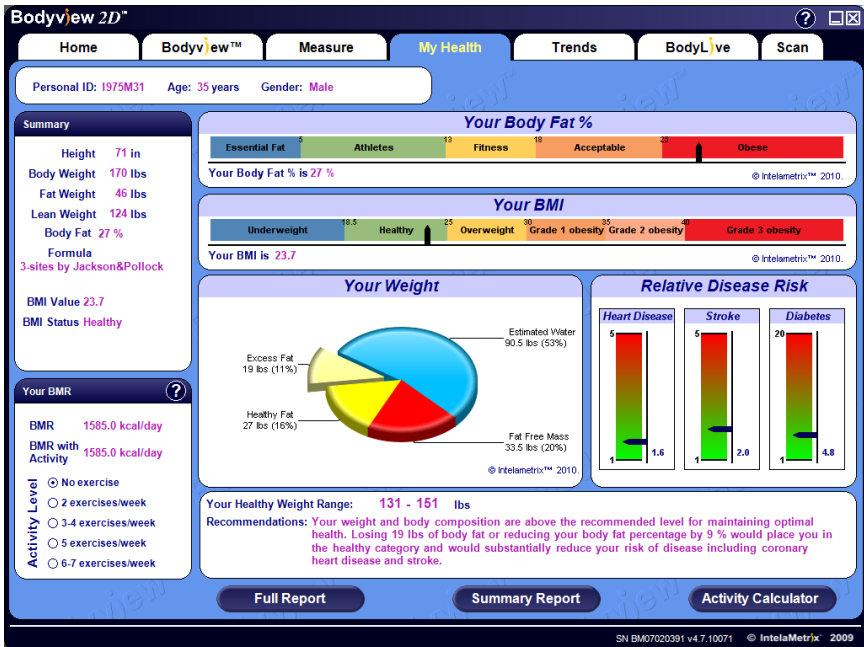 Bodyview 2D™
?
Home Bodyview™ Measure My Health Trends BodyLive Scan
Personal ID: I975M31 Age: 35 years Gender: Male
Summary
Height 71 in
Body Weight 170 lbs
Fat Weight 46 lbs
Lean Weight 124 lbs
Body Fat 27 %
Formula
3-sites by Jackson&Pollock
BMI Value 23.7
BMI Status Healthy
Your BMR ?
BMR 1585.0 kcal/day
BMR with
Activity 1585.0 kcal/day
Activity Level
No exercise
2 exercises/week
3-4 exercises/week
5 exercises/week
6-7 exercises/week
Your Body Fat %
5 13 18 25
Essential Fat Athletes Fitness Acceptable Obese
Your Body Fat % is 27 %
© Intelametrix™ 2010.
Your BMI
18.5 25 30 35 40
Underweight Healthy Overweight Grade 1 obesity Grade 2 obesity Grade 3 obesity
Your BMI is 23.7
© Intelametrix™ 2010.
Your Weight
Estimated Water
90.5 lbs (53%)
Excess Fat
19 lbs (11%)
Healthy Fat
27 lbs (16%)
Fat Free Mass
33.5 lbs (20%)
© Intelametrix™ 2010.
Relative Disease Risk
Heart Disease Stroke Diabetes
5 5 20
1.6 2.0 4.8
1 1 1
Your Healthy Weight Range: 131 - 151 lbs
Recommendations: Your weight and body composition are above the recommended level for maintaining optimal
health. Losing 19 lbs of body fat or reducing your body fat percentage by 9 % would place you in
the healthy category and would substantially reduce your risk of disease including coronary
heart disease and stroke.
Full Report Summary Report Activity Calculator
SN BM07020391 v4.7.10071 © IntelaMetrix 2009